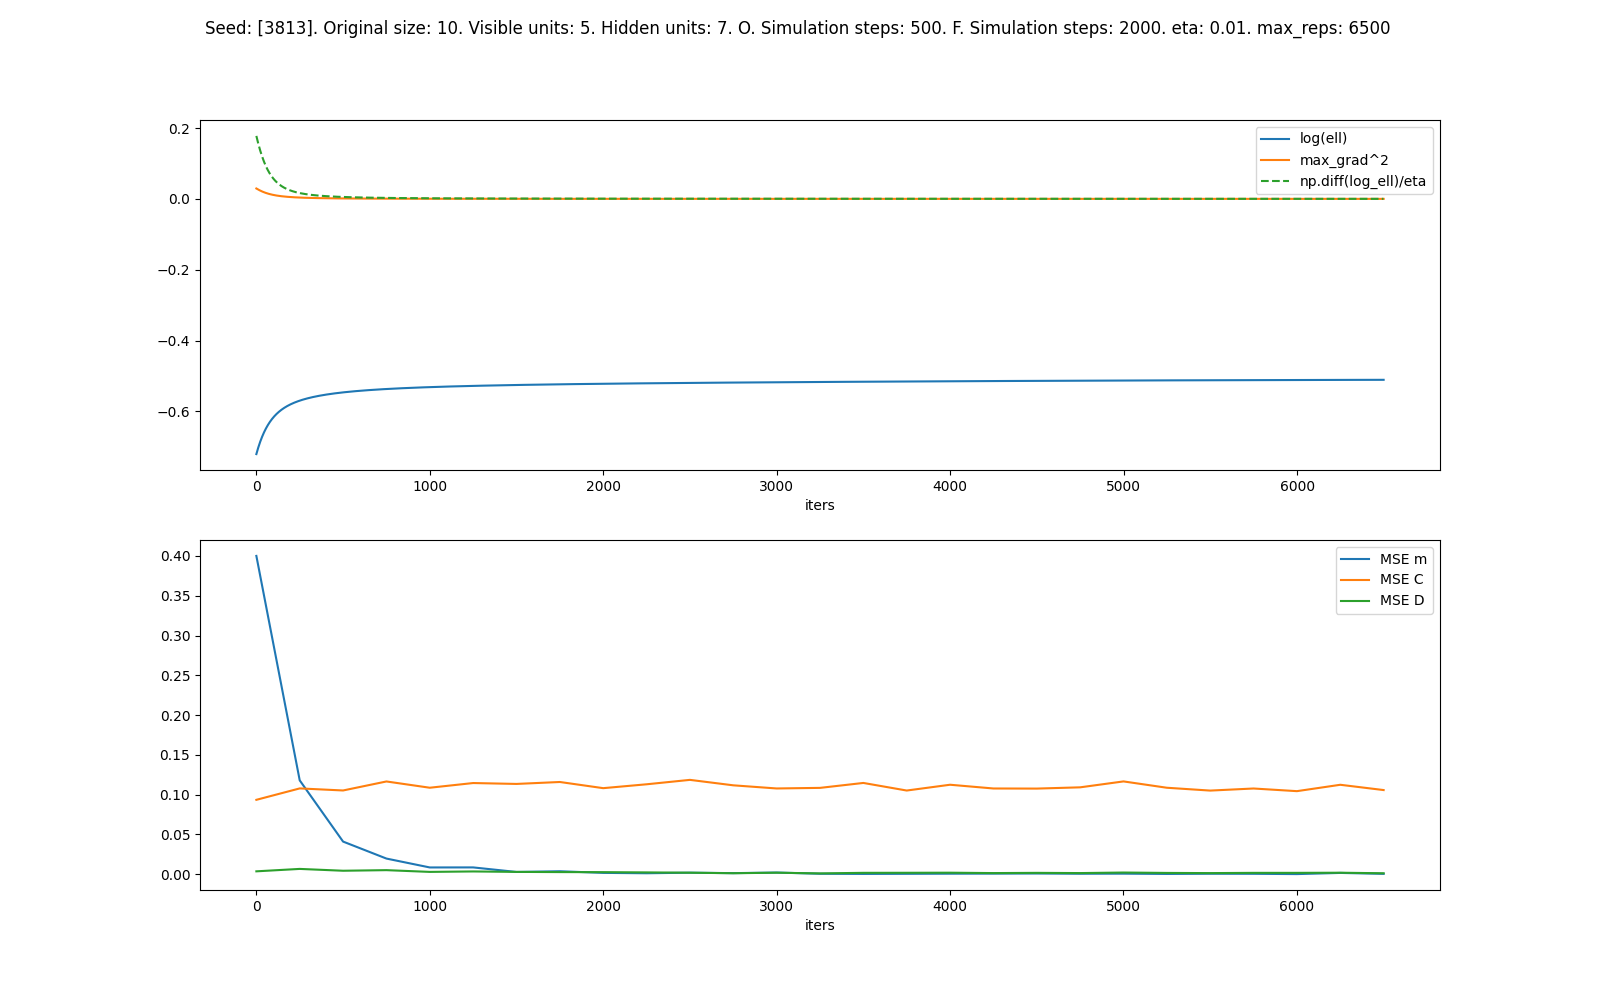 Seed: [3813]. Original size: 10. Visible units: 5. Hidden units: 7. O. Simulation steps: 500. F. Simulation steps: 2000. eta: 0.01. max_reps: 6500
0.2
0.0
−0.2
−0.4
−0.6
log(ell)
max_grad^2
np.diff(log_ell)/eta
0 1000 2000 3000 4000 5000 6000
iters
0.40
0.35
0.30
0.25
0.20
0.15
0.10
0.05
0.00
MSE m
MSE C
MSE D
0 1000 2000 3000 4000 5000 6000
iters